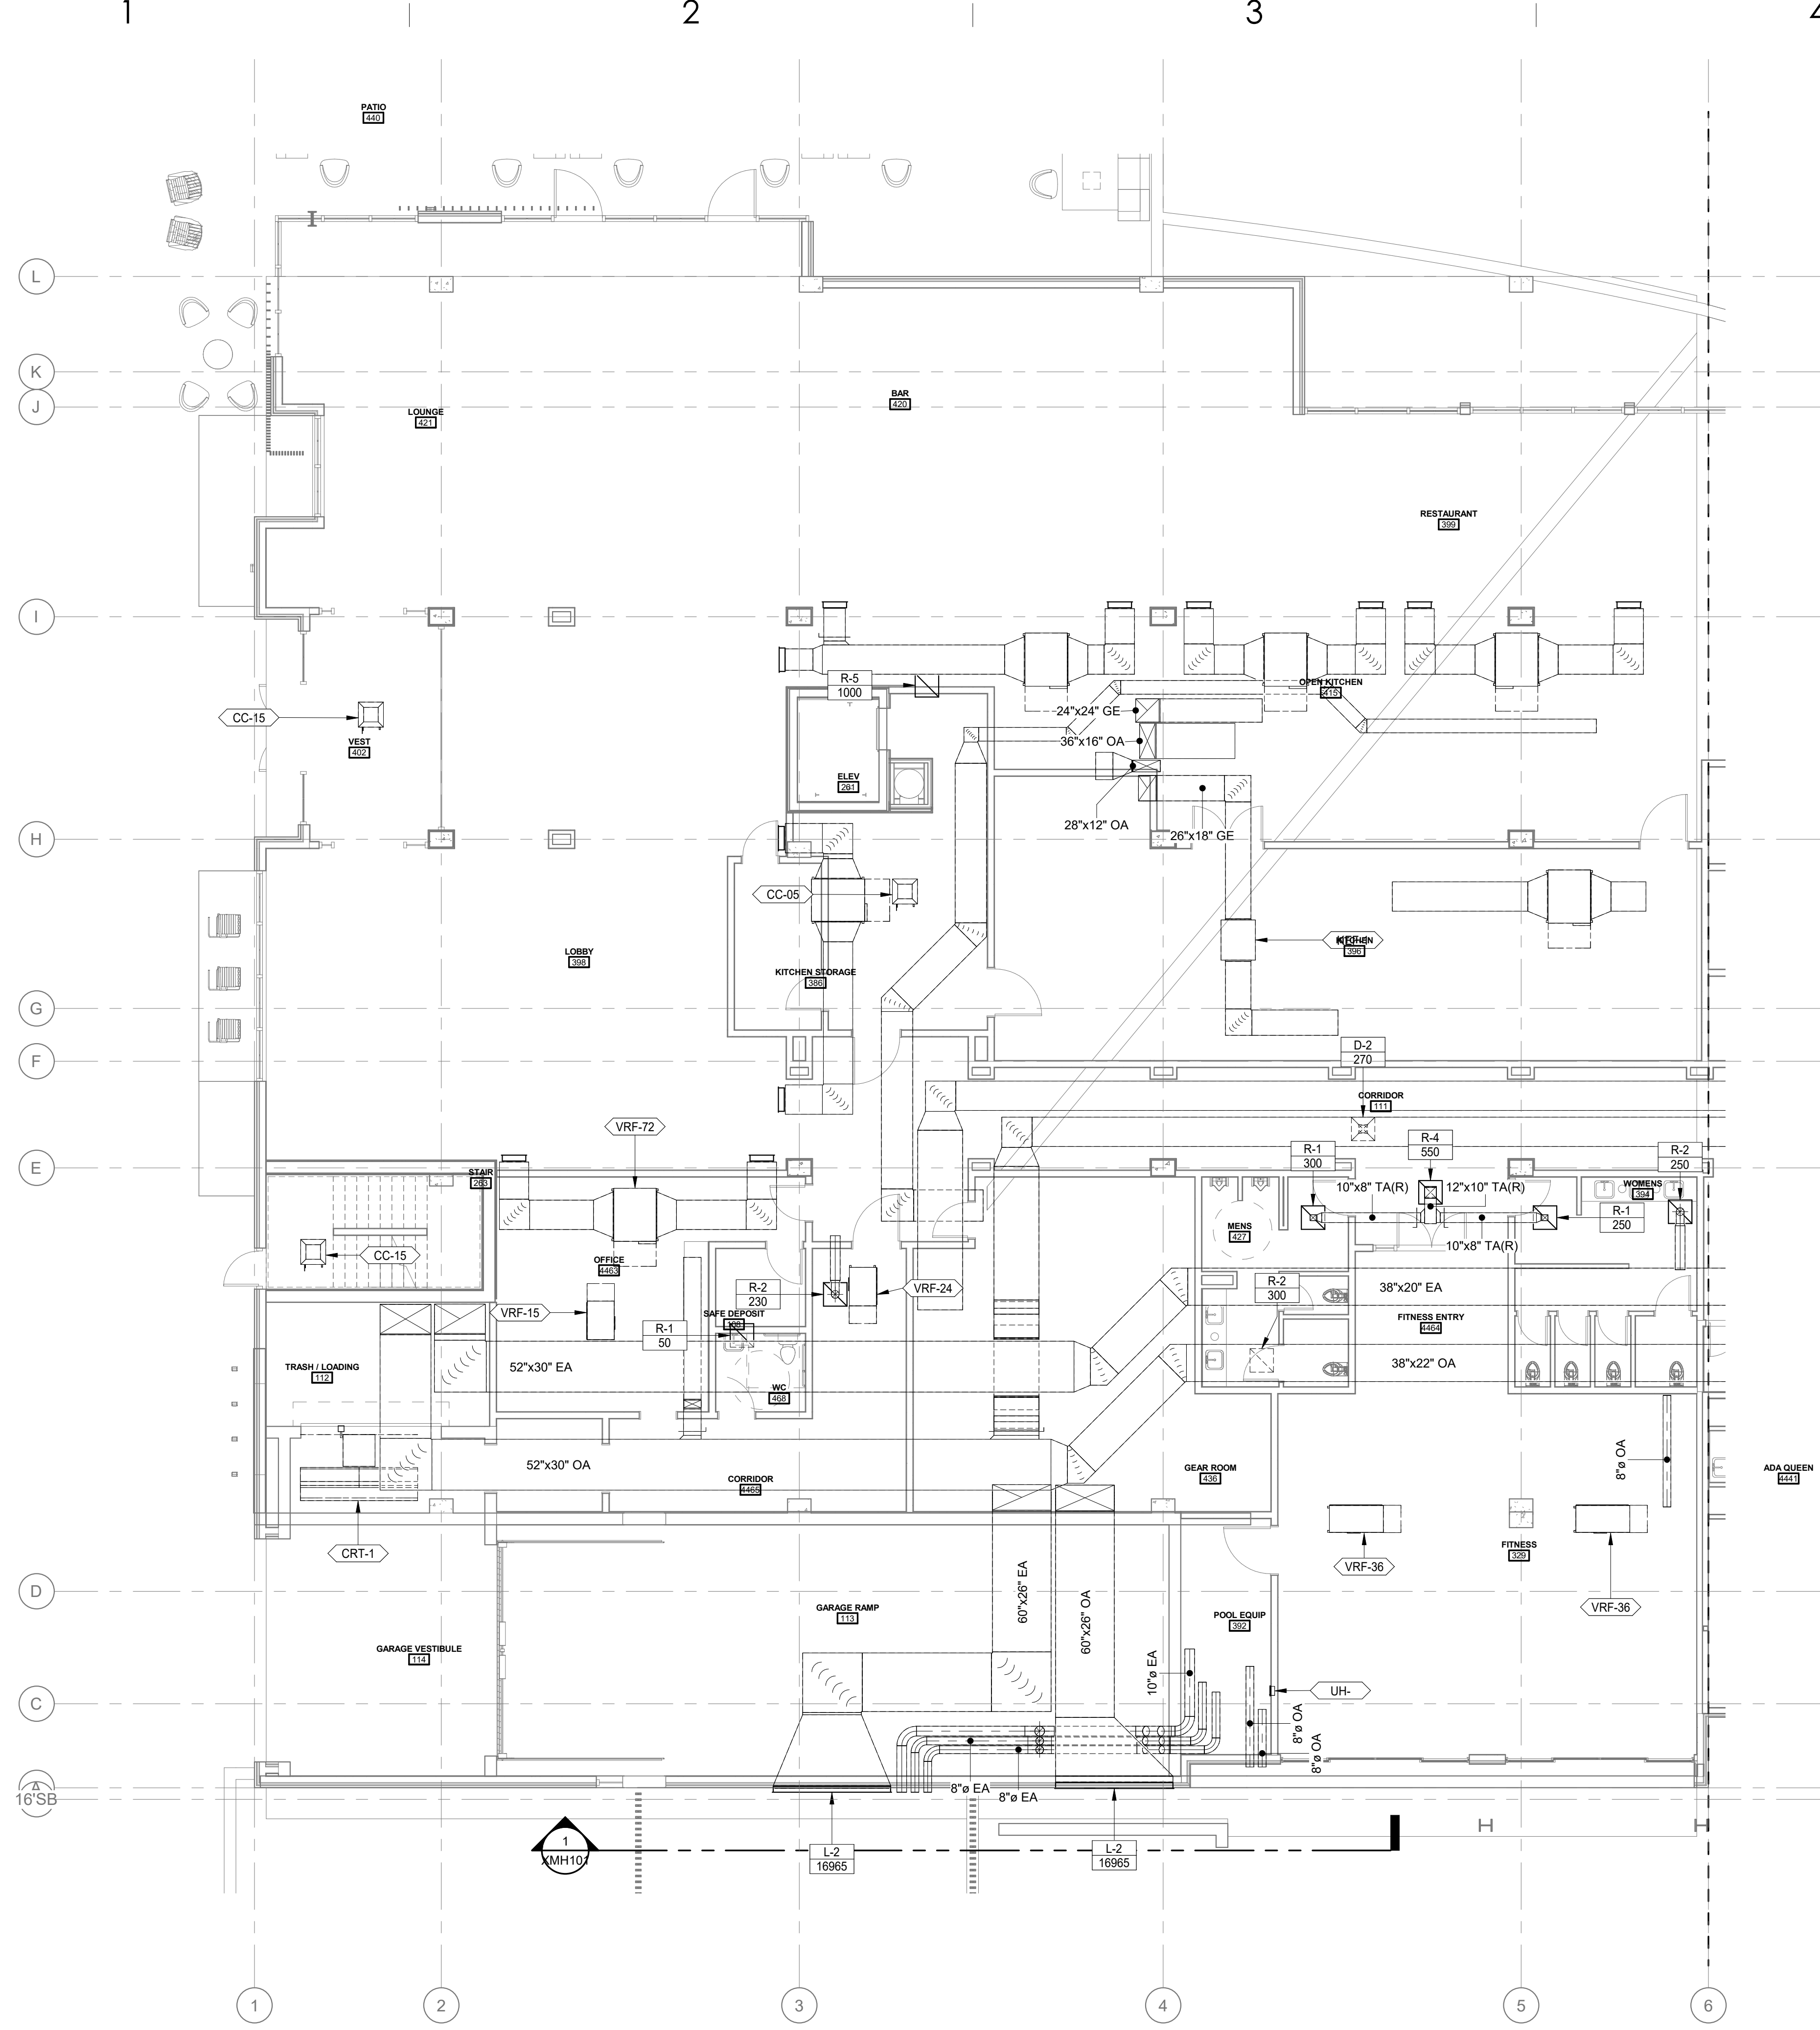 1
2
3
4
PATIO
440
L
K
J
BAR
420
LOUNGE
421
RESTAURANT
399
I
R-5
1000
OPEN KITCHEN
415
24"x24" GE
CC-15
36"x16" OA
VEST
402
ELEV
261
28"x12" OA
26"x18" GE
H
CC-05
LOBBY
398
396
KITCHEN STORAGE
386
G
F
D-2
270
CORRIDOR
111
VRF-72
R-4
550
R-1
300
R-2
250
E
STAIR
263
10"x8" TA(R)
12"x10" TA(R)
WOMENS
394
MENS
427
R-1
250
10"x8" TA(R)
CC-15
OFFICE
4463
R-2
230
VRF-24
R-2
300
38"x20" EA
VRF-15
SAFE DEPOSIT
R-1
50
FITNESS ENTRY
4464
TRASH / LOADING
112
52"x30" EA
38"x22" OA
WC
468
52"x30" OA
CORRIDOR
4465
GEAR ROOM
436
8"ø OA
ADA QUEEN
4441
CRT-1
FITNESS
329
VRF-36
VRF-36
D
60"x26" EA
60"x26" OA
GARAGE RAMP
113
POOL EQUIP
392
GARAGE VESTIBULE
114
10"ø EA
UH-
C
8"ø OA
8"ø OA
A
16'SB
8"ø EA
8"ø EA
1
XMH101
L-2
16965
L-2
16965
1
2
3
4
5
6